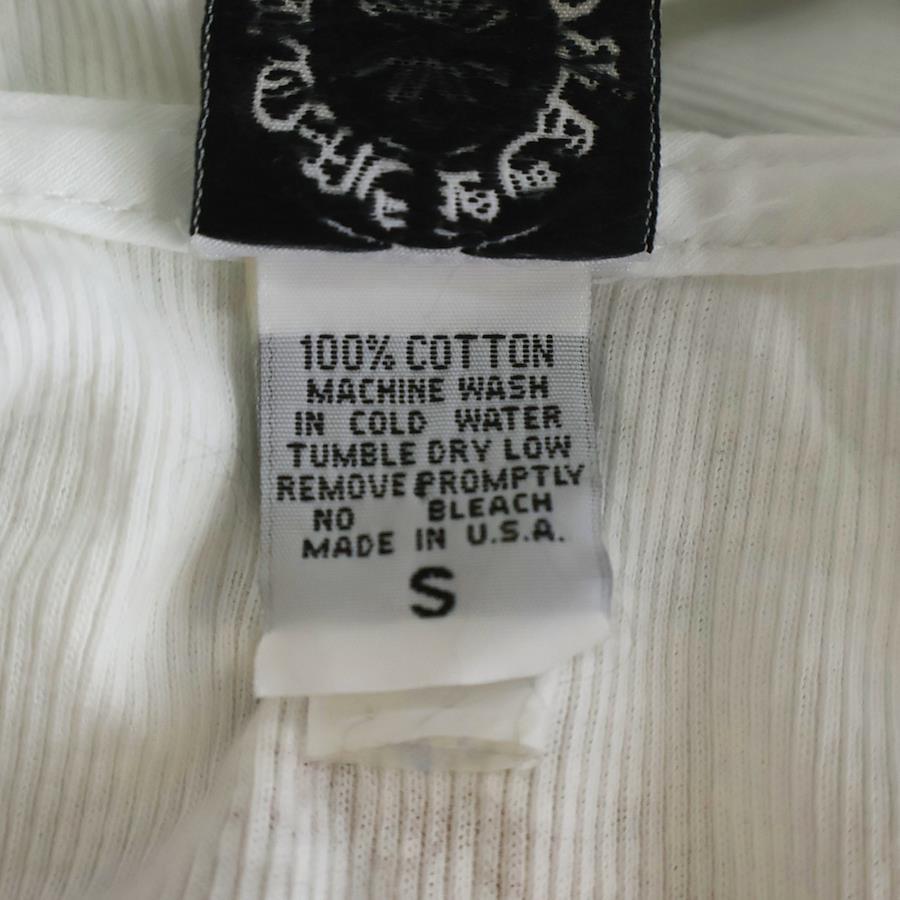 100% COTTON
MACHINE WASH
IN COLD WATER
TUMBLE DRY LOW
REMOVE PROMPTLY
NO BLEACH
MADE IN U.S.A.
S